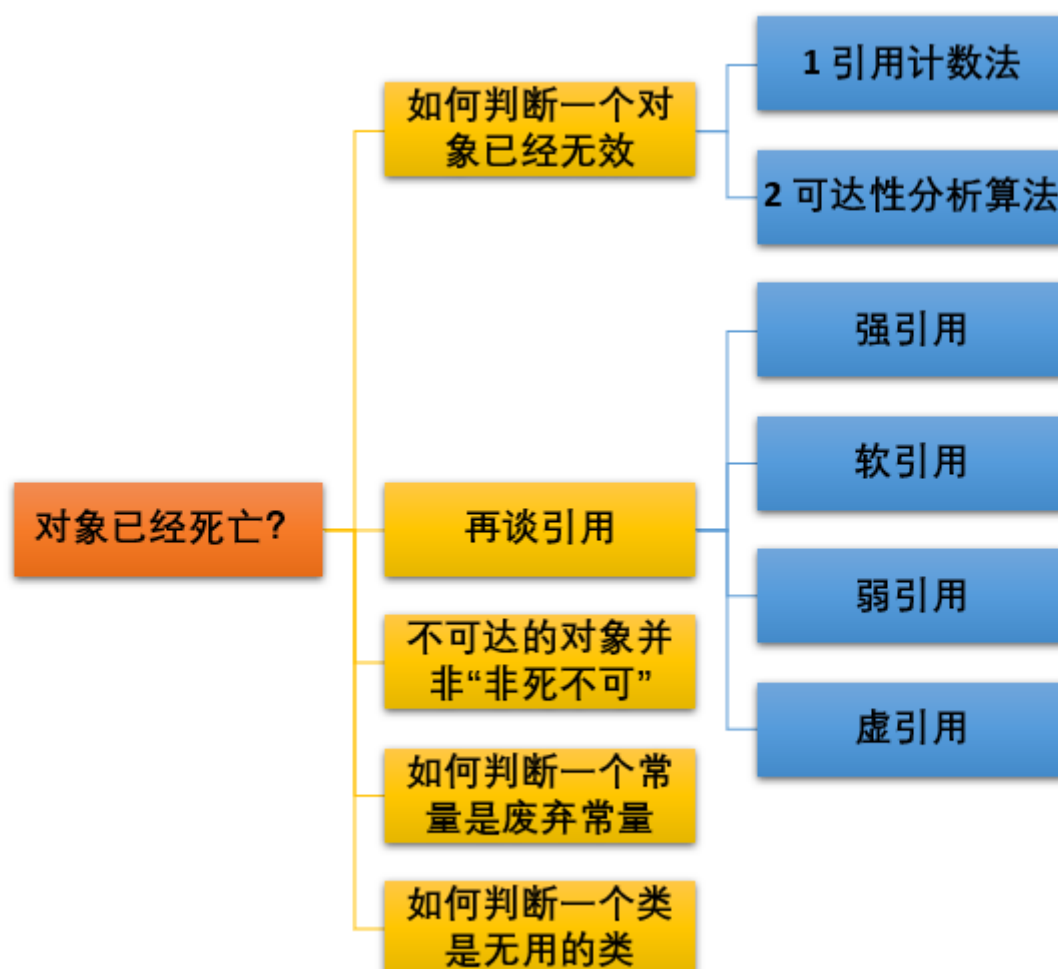 对象已经死亡?
如何判断一个对
象已经无效
1 引用计数法
2 可达性分析算法
再谈引用
强引用
软引用
弱引用
虚引用
不可达的对象并
非“非死不可”
如何判断一个常
量是废弃常量
如何判断一个类
是无用的类